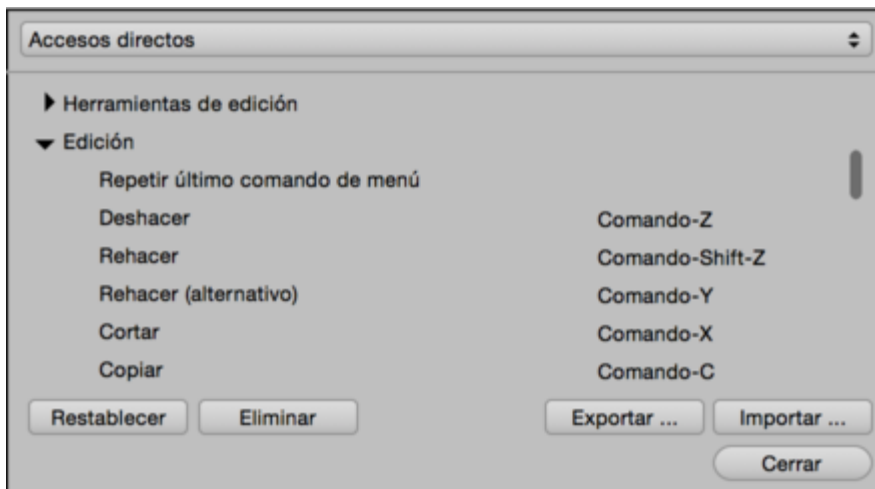 Accesos directos
Herramientas de edición
Edición
Repetir último comando de menú
Deshacer Comando-Z
Rehacer Comando-Shift-Z
Rehacer (alternativo) Comando-Y
Cortar Comando-X
Copiar Comando-C
Restablecer Eliminar Exportar ... Importar ...
Cerrar